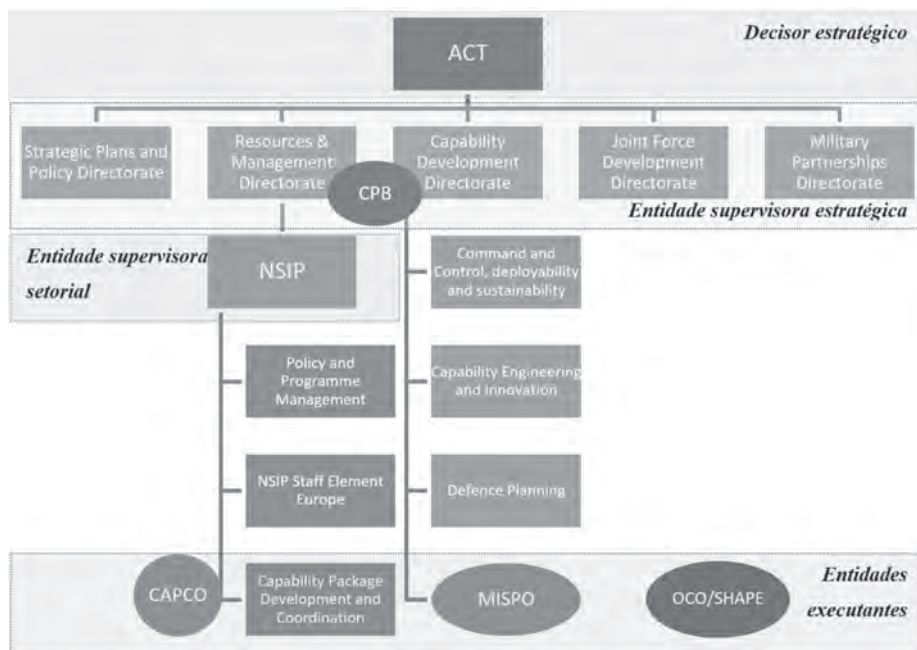 Decisor estratégico
ACT
Strategic Plans and
Policy Directorate
Resources &
Management
Directorate
Capability
Development
Directorate
Joint Force
Development
Directorate
Military
Partnerships
Directorate
CPB
Entidade supervisora estratégica
Entidade supervisora
setorial
NSIP
Command and
Control, deployability
and sustainability
Policy and
Programme
Management
Capability Engineering
and Innovation
NSIP Staff Element
Europe
Defence Planning
CAPCO
Capability Package
Development and
Coordination
MISPO
OCO/SHAPE
Entidades
executantes